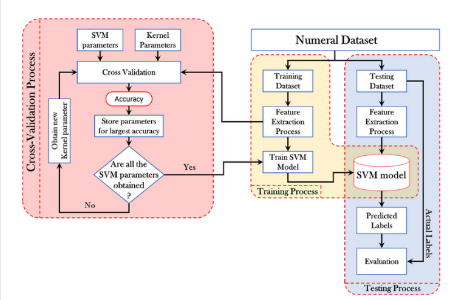 Cross-Validation Process
SVM
parameters
Kernel
Parameters
Cross Validation
Accuracy
Store parameters
for largest accuracy
Obtain new
Kernel parameter
Are all the
SVM parameters
obtained
?
Yes
No
Numeral Dataset
Training
Dataset
Testing
Dataset
Feature
Extraction
Process
Feature
Extraction
Process
Train SVM
Model
Training Process
SVM model
Predicted
Labels
Actual Labels
Evaluation
Testing Process